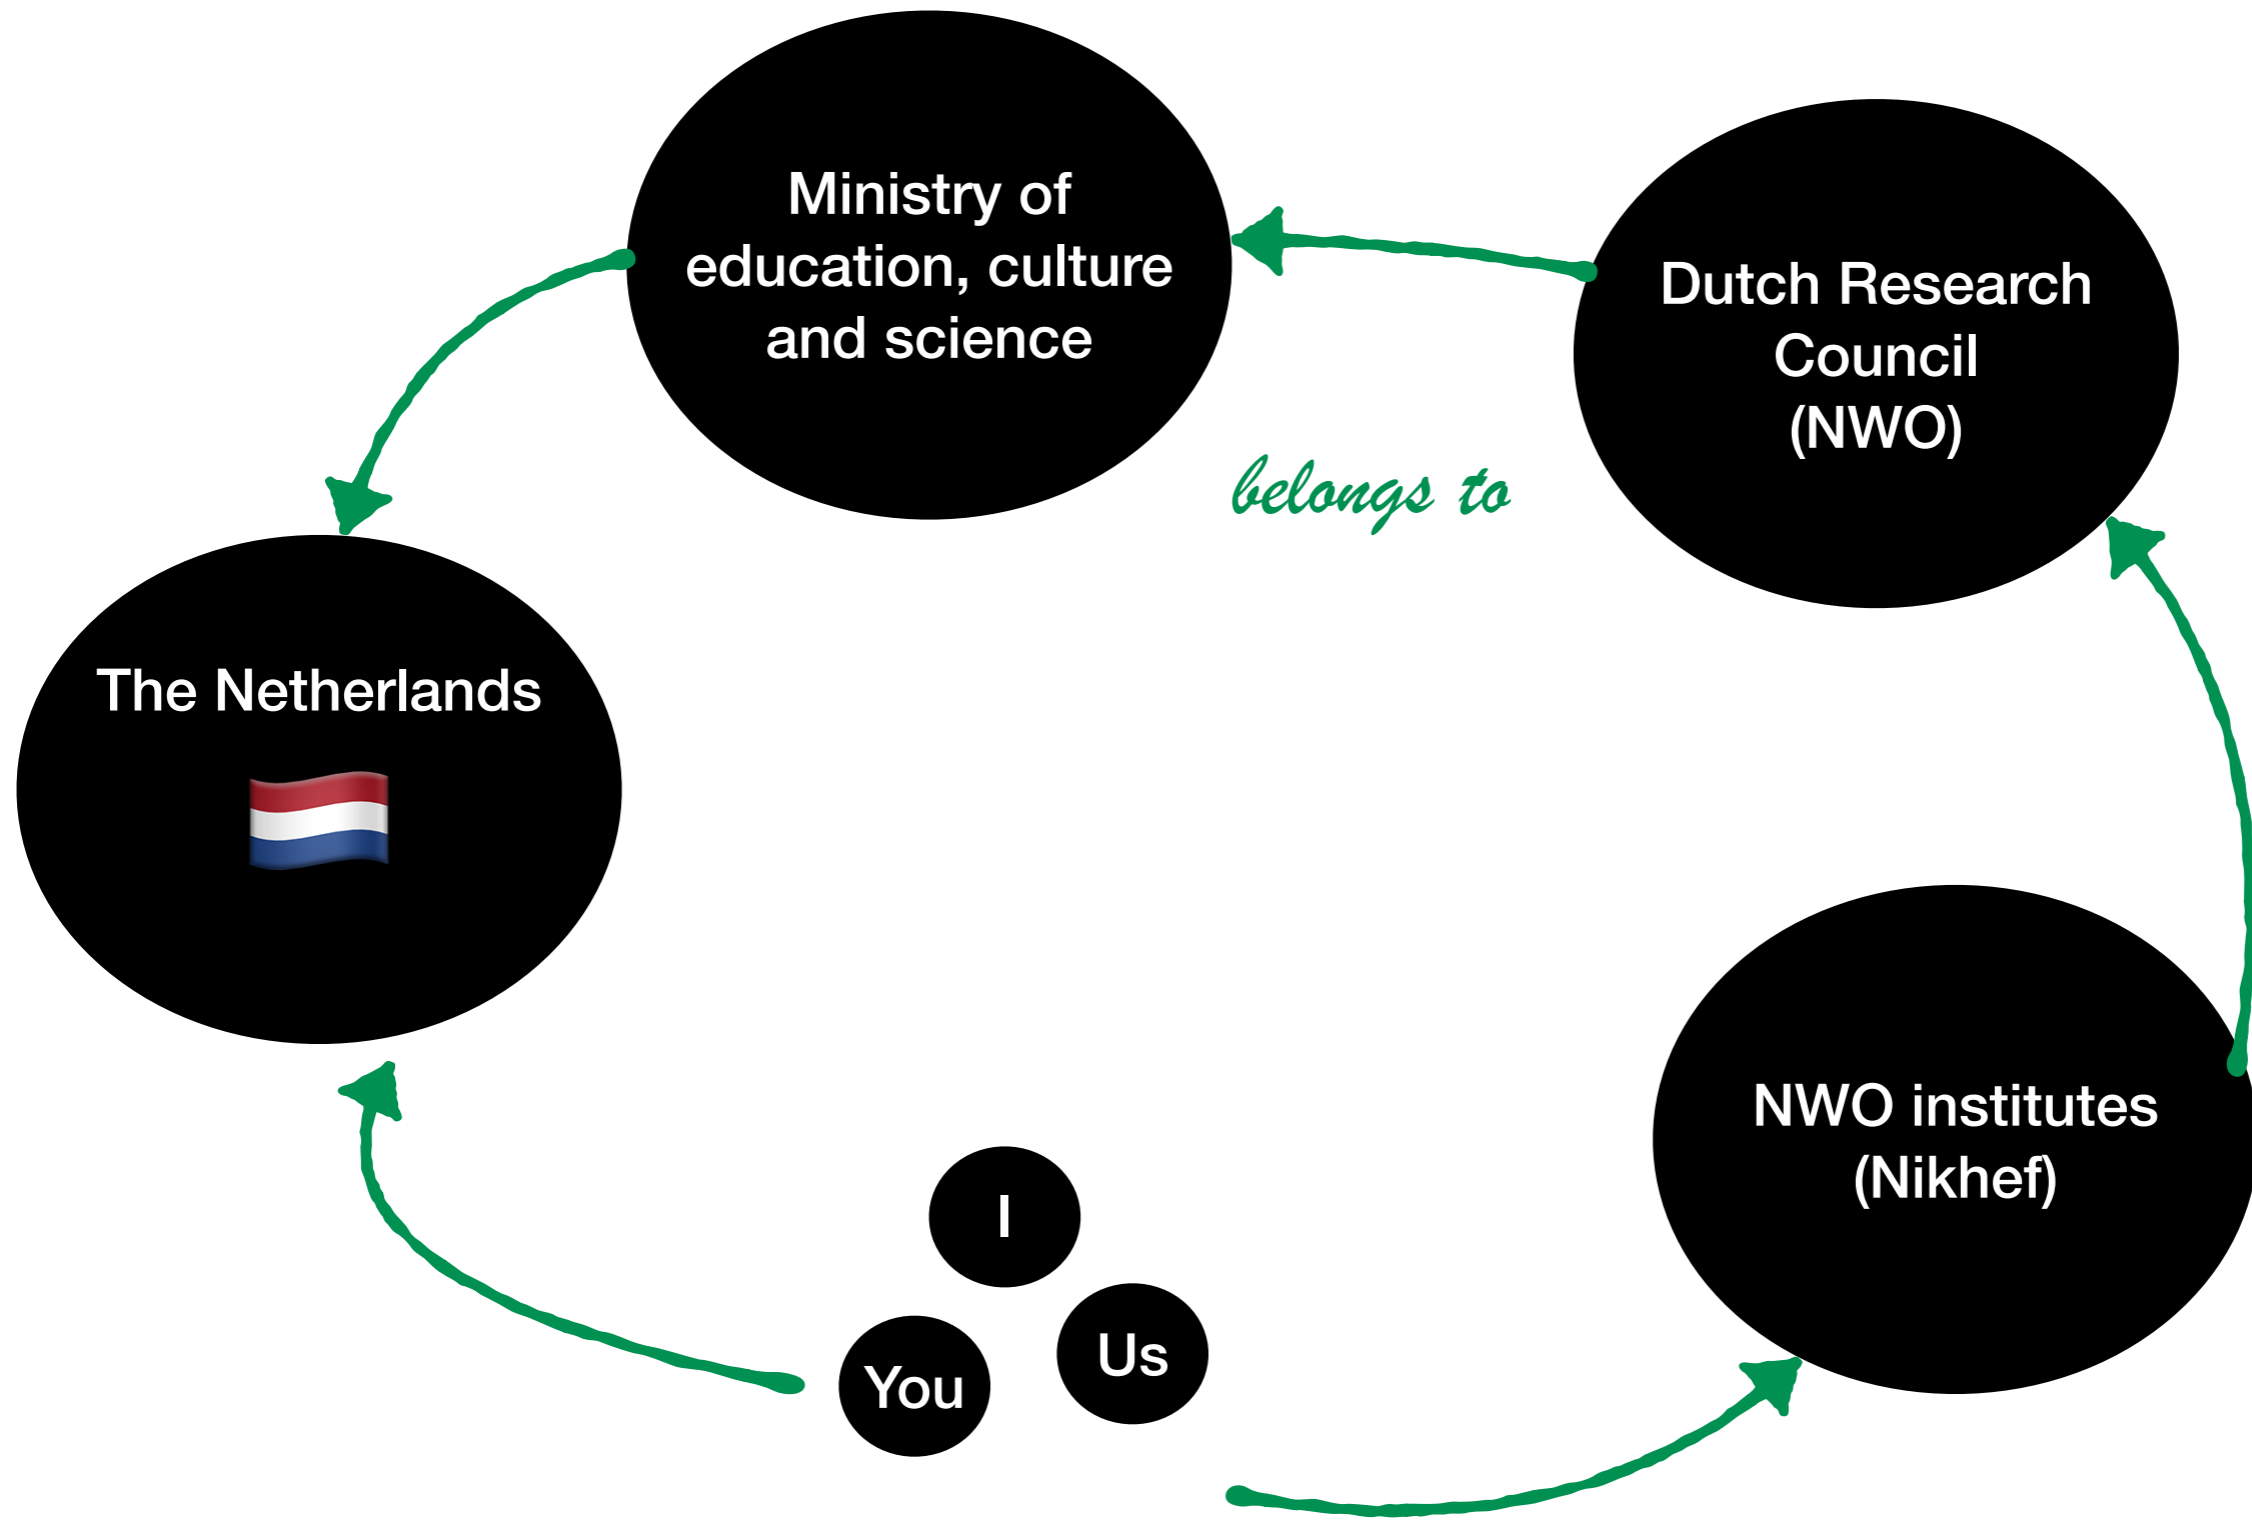 Ministry of
education, culture
and science
Dutch Research
Council
(NWO)
belongs to
The Netherlands
NWO institutes
(Nikhef)
I
Us
You